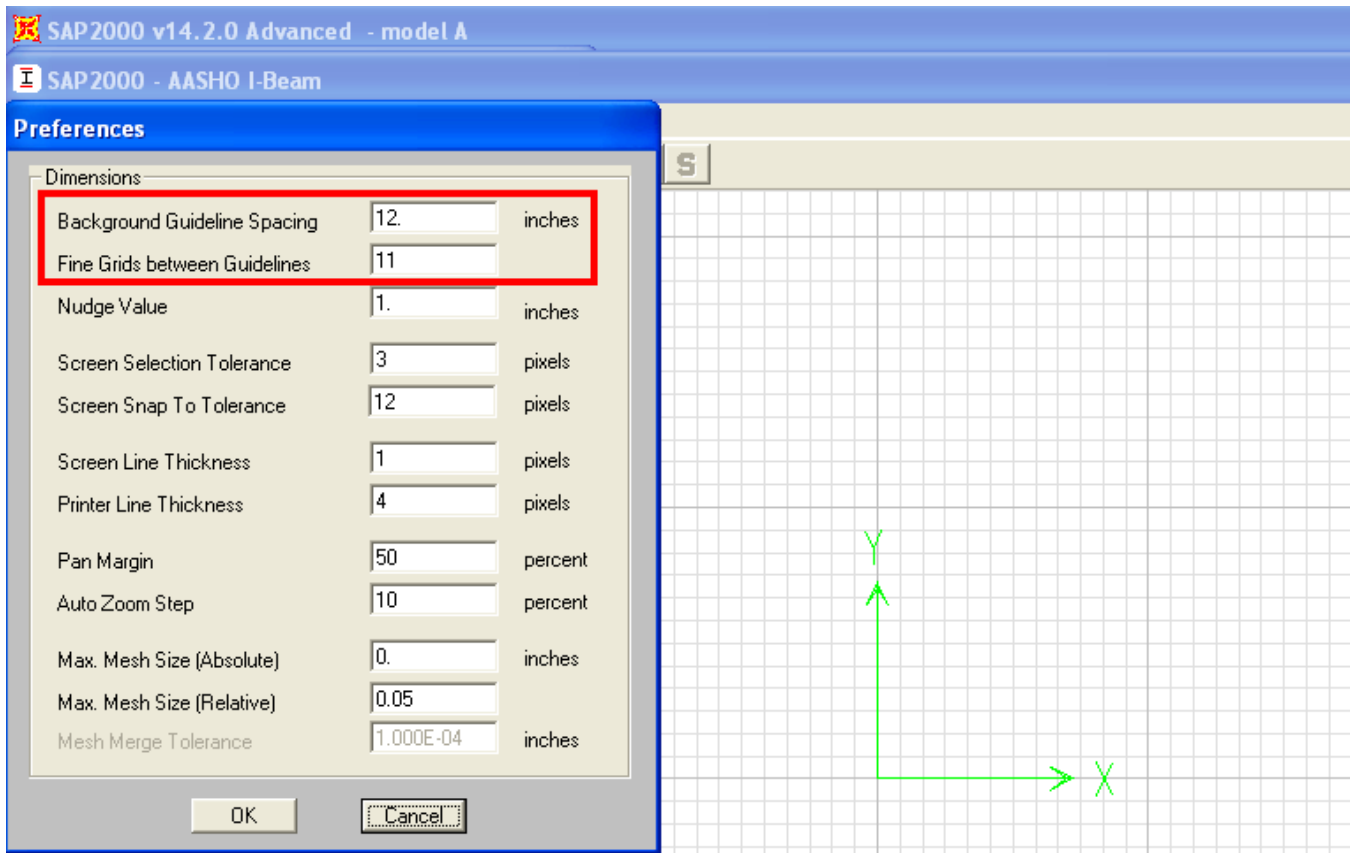 SAP2000 v14.2.0 Advanced - model A
SAP2000 - AASHO I-Beam
Preferences
S
Dimensions
Background Guideline Spacing 12. inches
Fine Grids between Guidelines 11
Nudge Value 1. inches
Screen Selection Tolerance 3 pixels
Screen Snap To Tolerance 12 pixels
Screen Line Thickness 1 pixels
Printer Line Thickness 4 pixels
Pan Margin 50 percent
Auto Zoom Step 10 percent
Max. Mesh Size (Absolute) 0. inches
Max. Mesh Size (Relative) 0.05
Mesh Merge Tolerance 1.000E-04 inches
OK Cancel
Y
X